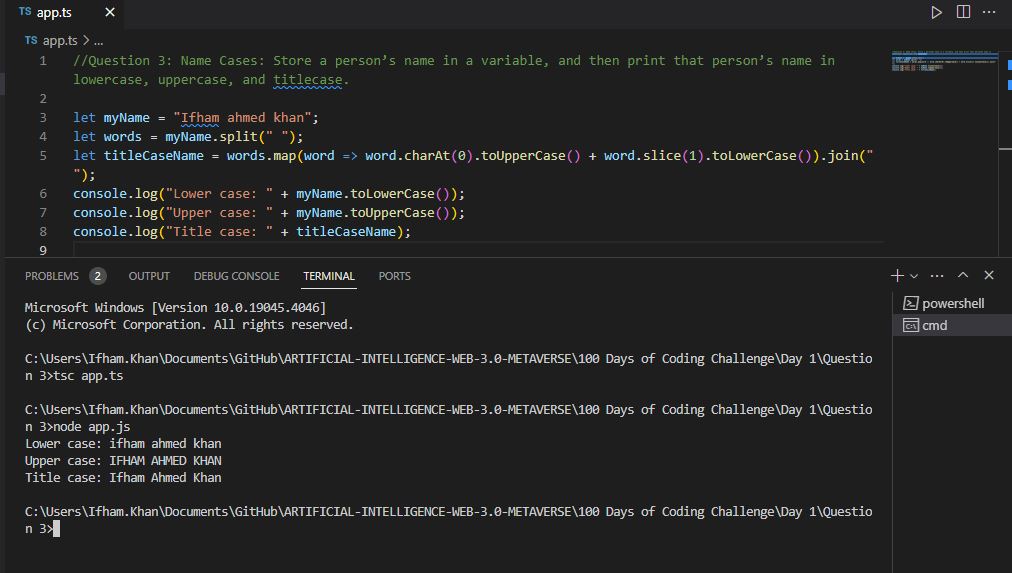 TS app.ts
TS app.ts > ...
1 //Question 3: Name Cases: Store a person’s name in a variable, and then print that person’s name in
lowercase, uppercase, and titlecase.
2
3 let myName = "Ifham ahmed khan";
4 let words = myName.split(" ");
5 let titleCaseName = words.map(word => word.charAt(0).toUpperCase() + word.slice(1).toLowerCase()).join("
");
6 console.log("Lower case: " + myName.toLowerCase());
7 console.log("Upper case: " + myName.toUpperCase());
8 console.log("Title case: " + titleCaseName);
9
PROBLEMS 2 OUTPUT DEBUG CONSOLE TERMINAL PORTS
Microsoft Windows [Version 10.0.19045.4046]
(c) Microsoft Corporation. All rights reserved.
C:\Users\Ifham.Khan\Documents\GitHub\ARTIFICIAL-INTELLIGENCE-WEB-3.0-METAVERSE\100 Days of Coding Challenge\Day 1\Questio
n 3>tsc app.ts
C:\Users\Ifham.Khan\Documents\GitHub\ARTIFICIAL-INTELLIGENCE-WEB-3.0-METAVERSE\100 Days of Coding Challenge\Day 1\Questio
n 3>node app.js
Lower case: ifham ahmed khan
Upper case: IFHAM AHMED KHAN
Title case: Ifham Ahmed Khan
C:\Users\Ifham.Khan\Documents\GitHub\ARTIFICIAL-INTELLIGENCE-WEB-3.0-METAVERSE\100 Days of Coding Challenge\Day 1\Questio
n 3>
powershell
cmd